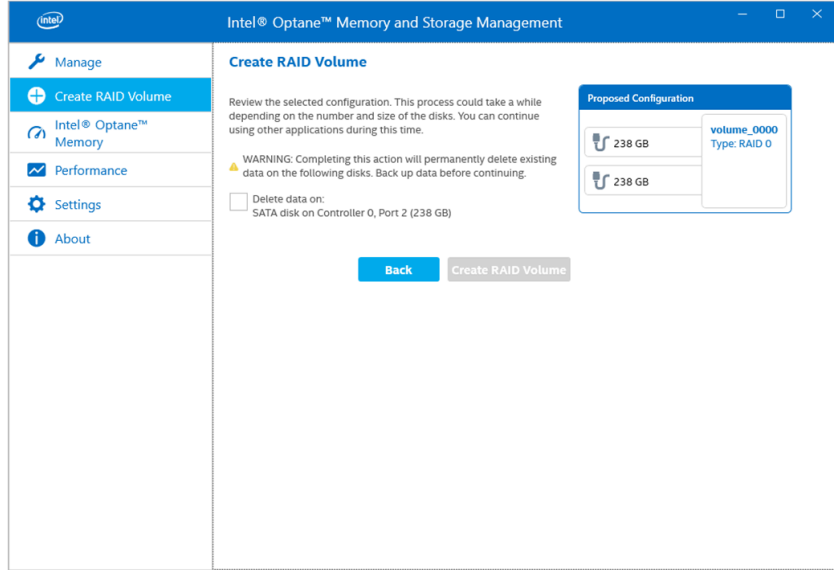 intel
Intel® Optane™ Memory and Storage Management
Manage
Create RAID Volume
Intel® Optane™
Memory
Performance
Settings
About
Create RAID Volume
Review the selected configuration. This process could take a while
depending on the number and size of the disks. You can continue
using other applications during this time.
WARNING: Completing this action will permanently delete existing
data on the following disks. Back up data before continuing.
Delete data on:
SATA disk on Controller 0, Port 2 (238 GB)
Back
Create RAID Volume
Proposed Configuration
238 GB
238 GB
volume_0000
Type: RAID 0